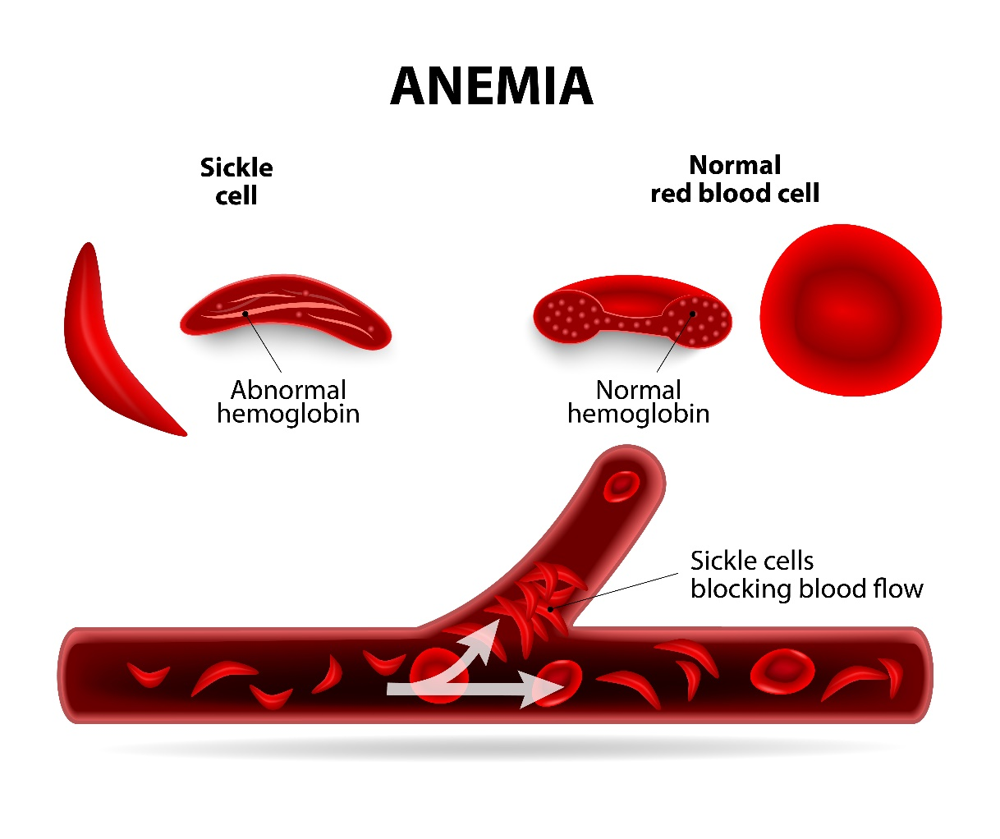 ANEMIA
Sickle
cell
Normal
red blood cell
Abnormal
hemoglobin
Normal
hemoglobin
Sickle cells
blocking blood flow